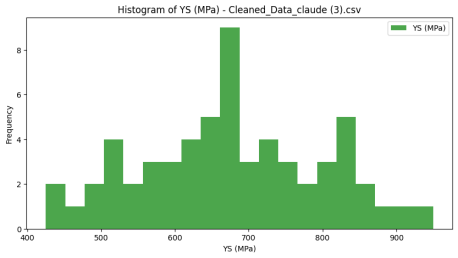 Histogram of YS (MPa) - Cleaned_Data_claude (3).csv
YS (MPa)
8
6
4
2
0
Frequency
400 500 600 700 800 900
YS (MPa)